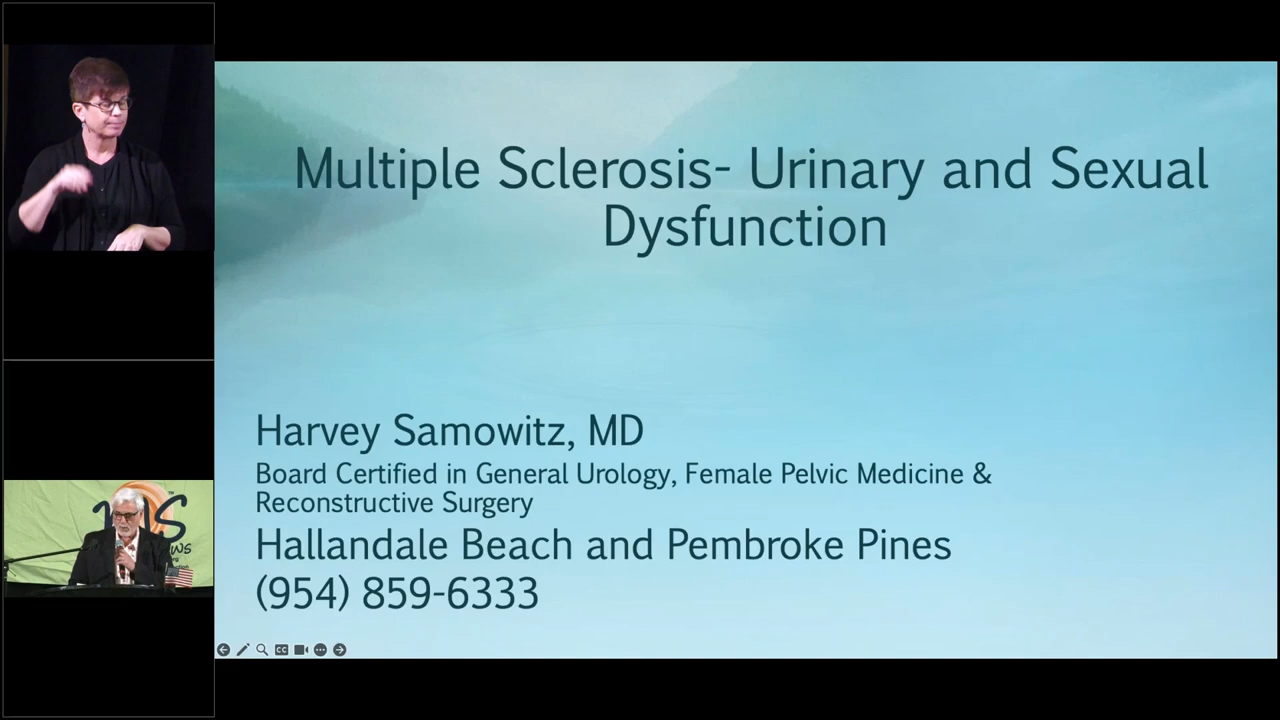 Multiple Sclerosis- Urinary and Sexual
Dysfunction
Harvey Samowitz, MD
Board Certified in General Urology, Female Pelvic Medicine &
Reconstructive Surgery
Hallandale Beach and Pembroke Pines
(954) 859-6333
CC